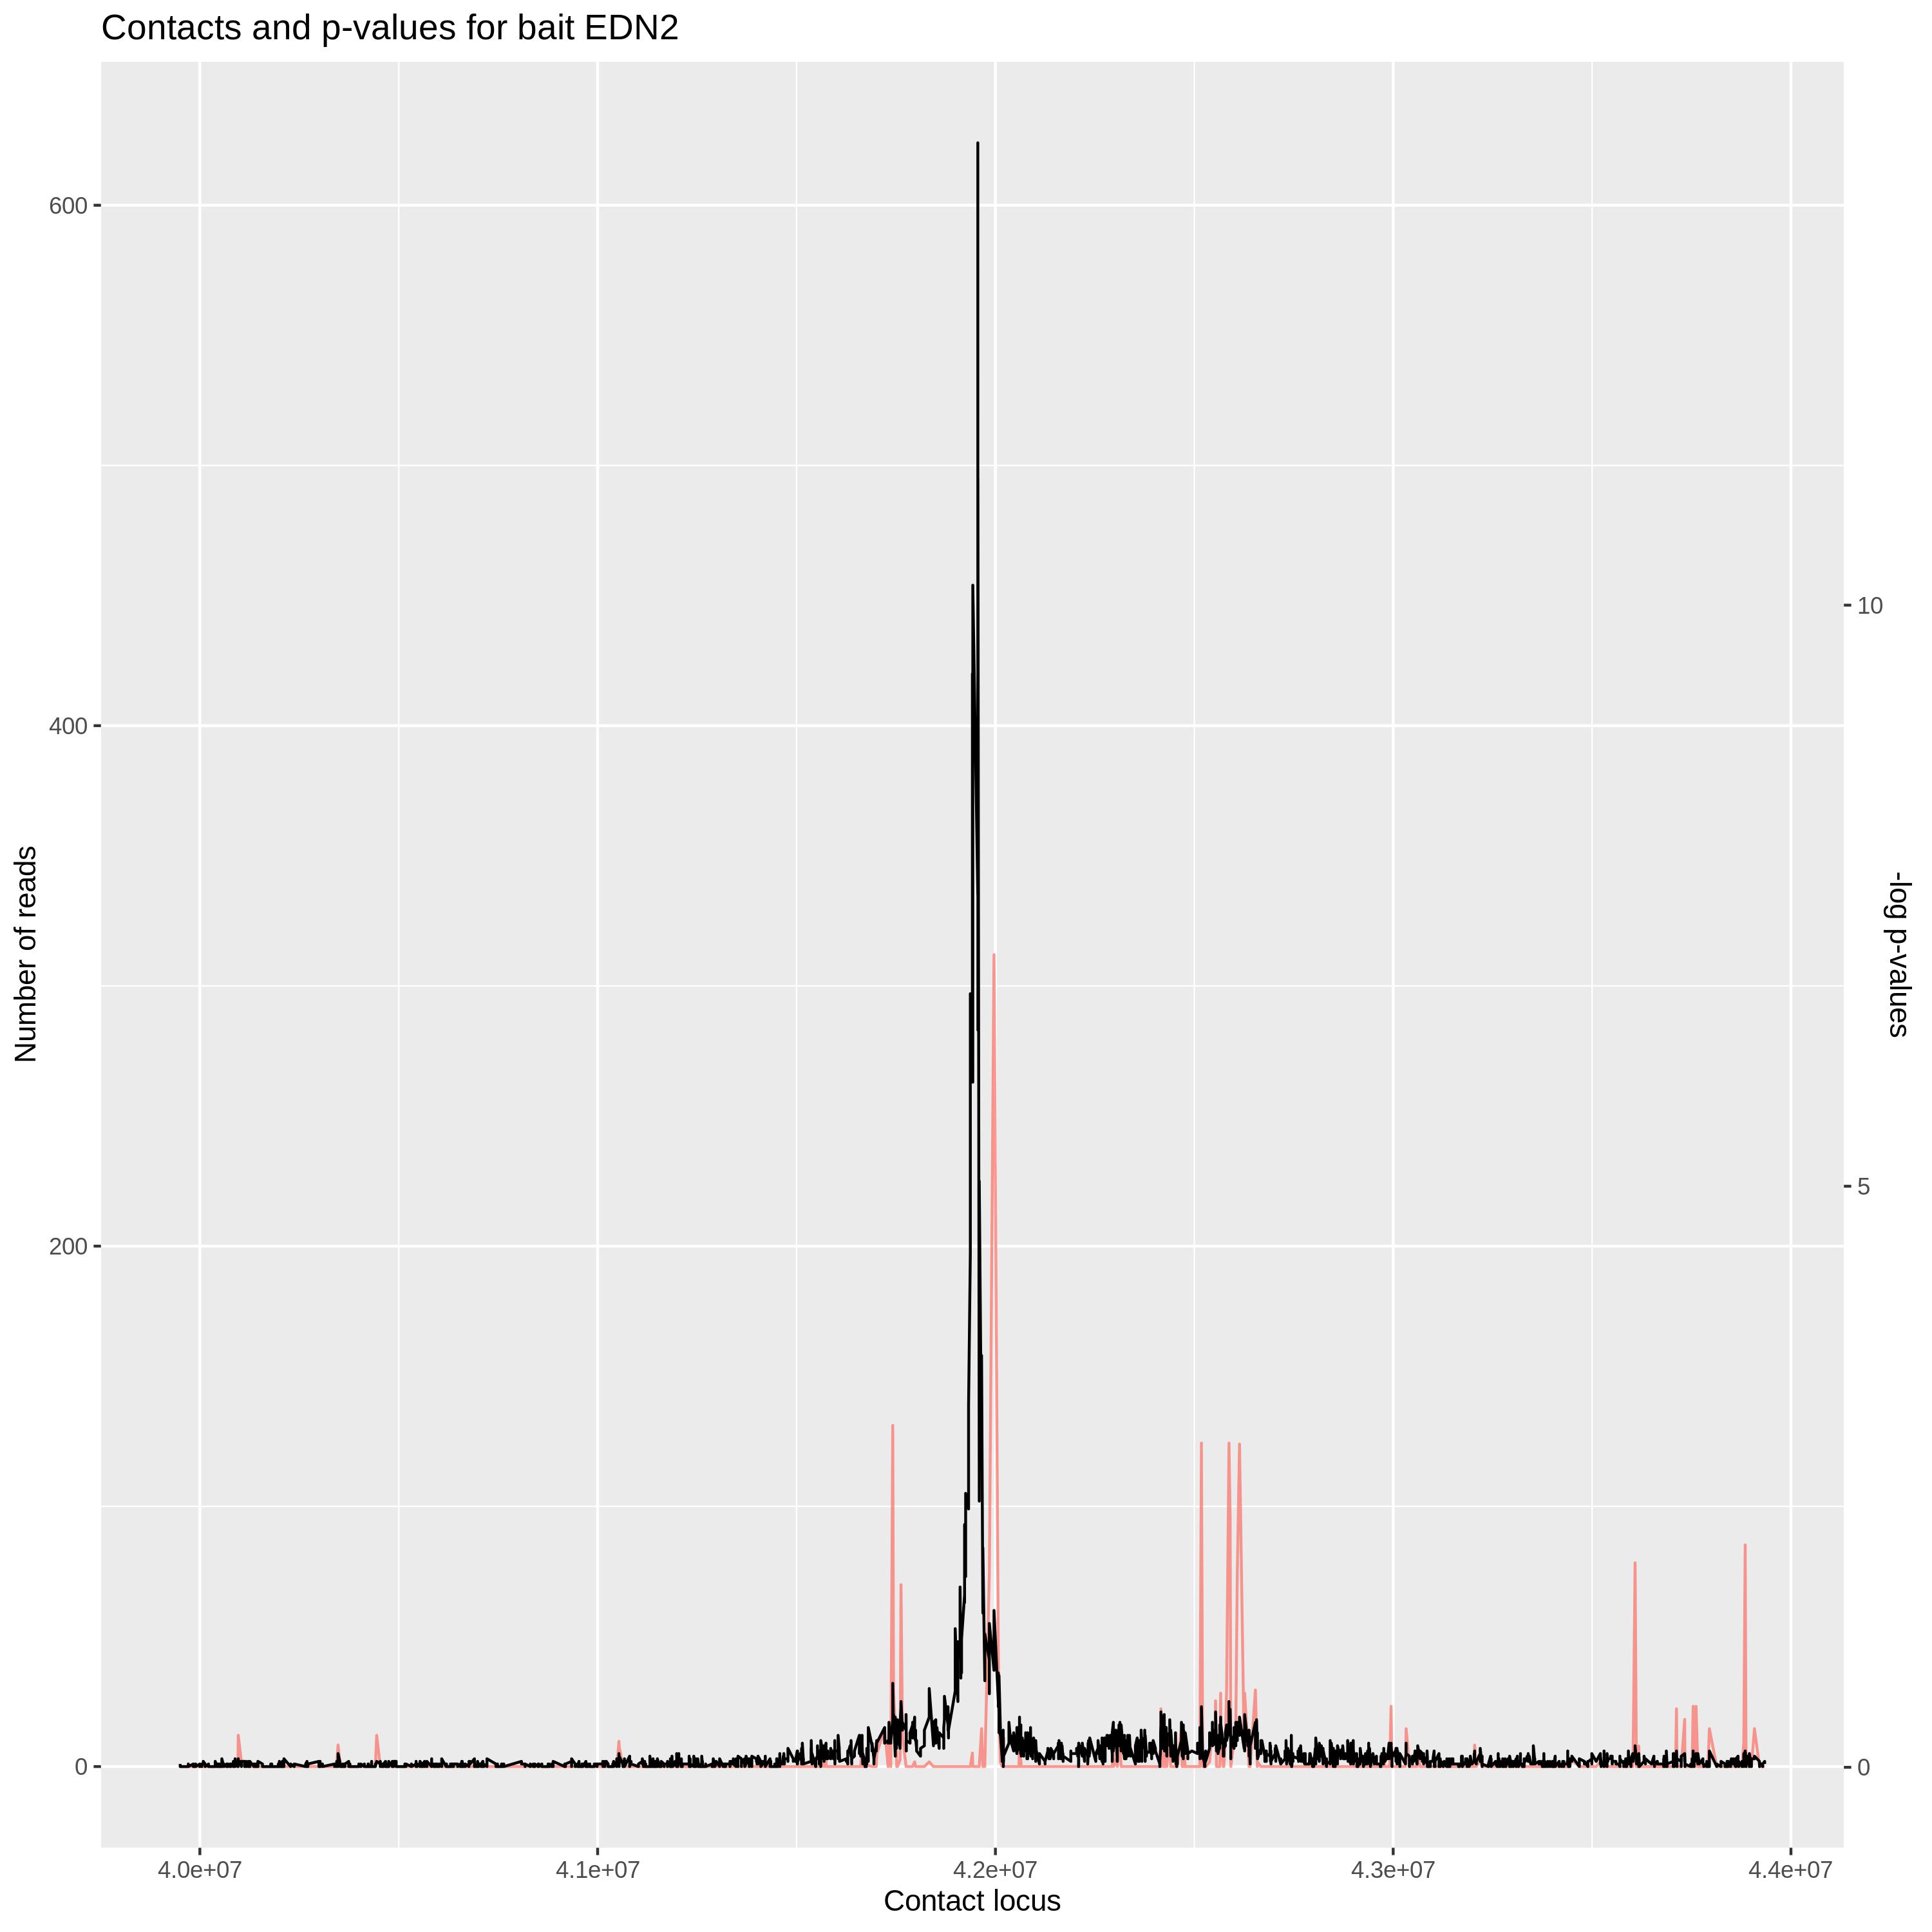 Contacts and p-values for bait EDN2
600
400
200
0
Number of reads
10
5
0
-log p-values
4.0e+07
4.1e+07
4.2e+07
4.3e+07
4.4e+07
Contact locus